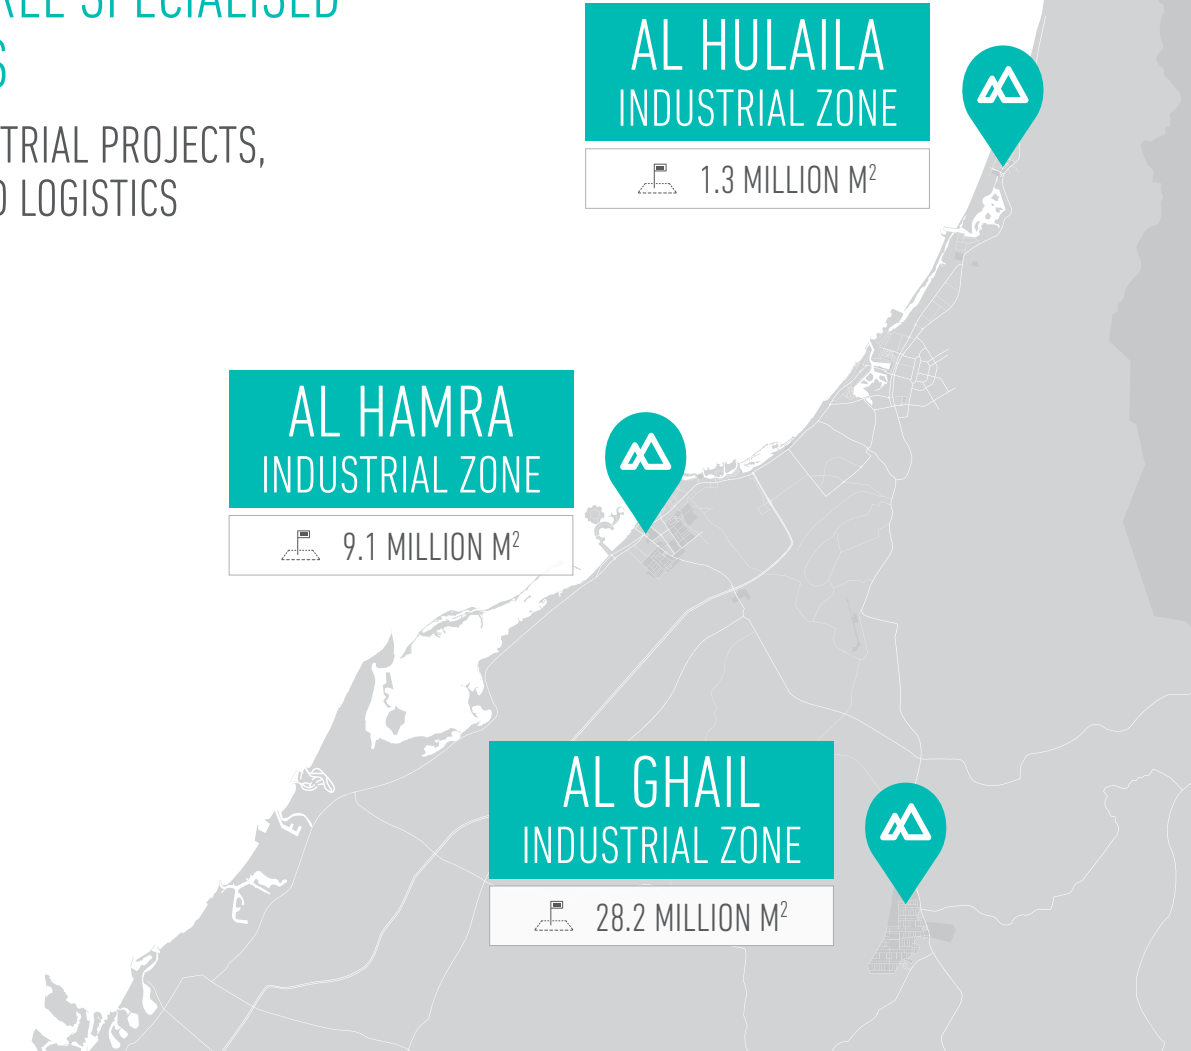 SPECIALISED
S
TRIAL PROJECTS,
LOGISTICS
AL HULAILA
INDUSTRIAL ZONE
1.3 MILLION M²
AL HAMRA
INDUSTRIAL ZONE
9.1 MILLION M²
AL GHAIL
INDUSTRIAL ZONE
28.2 MILLION M²